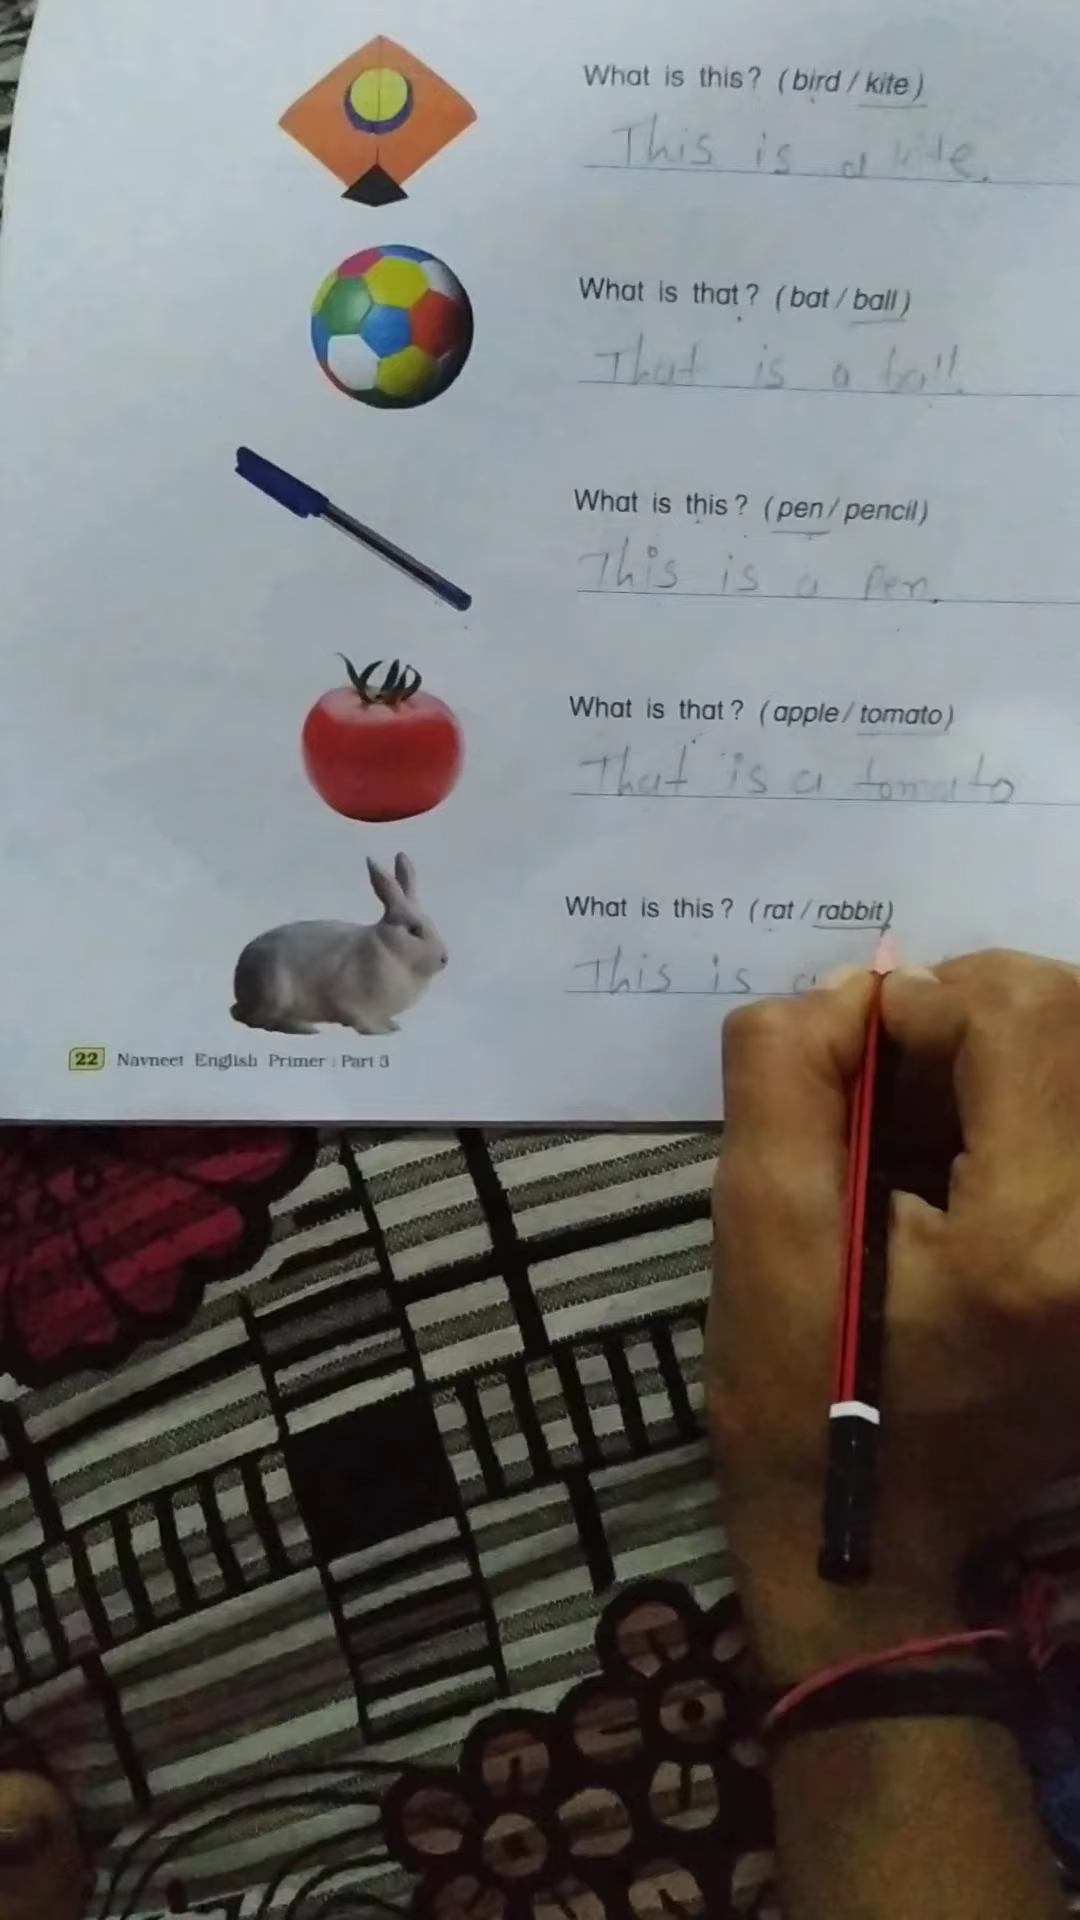 What is this? (bird / kite)
This is a kite.
What is that? (bat / ball)
That is a ball.
What is this? (pen / pencil)
This is a pen.
What is that? (apple / tomato)
That is a tomato
What is this? (rat / rabbit)
This is a
22 Navneet English Primer : Part 3